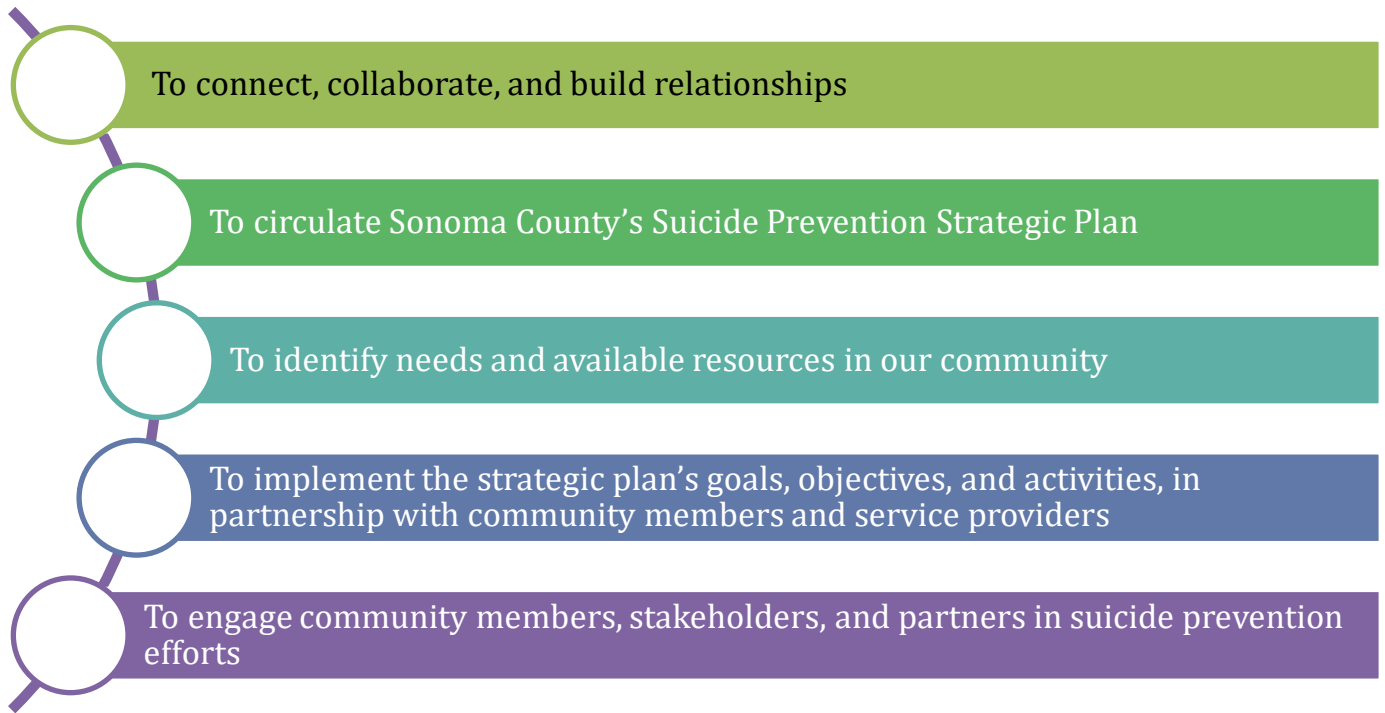 To connect, collaborate, and build relationships
To circulate Sonoma County’s Suicide Prevention Strategic Plan
To identify needs and available resources in our community
To implement the strategic plan’s goals, objectives, and activities, in
partnership with community members and service providers
To engage community members, stakeholders, and partners in suicide prevention
efforts